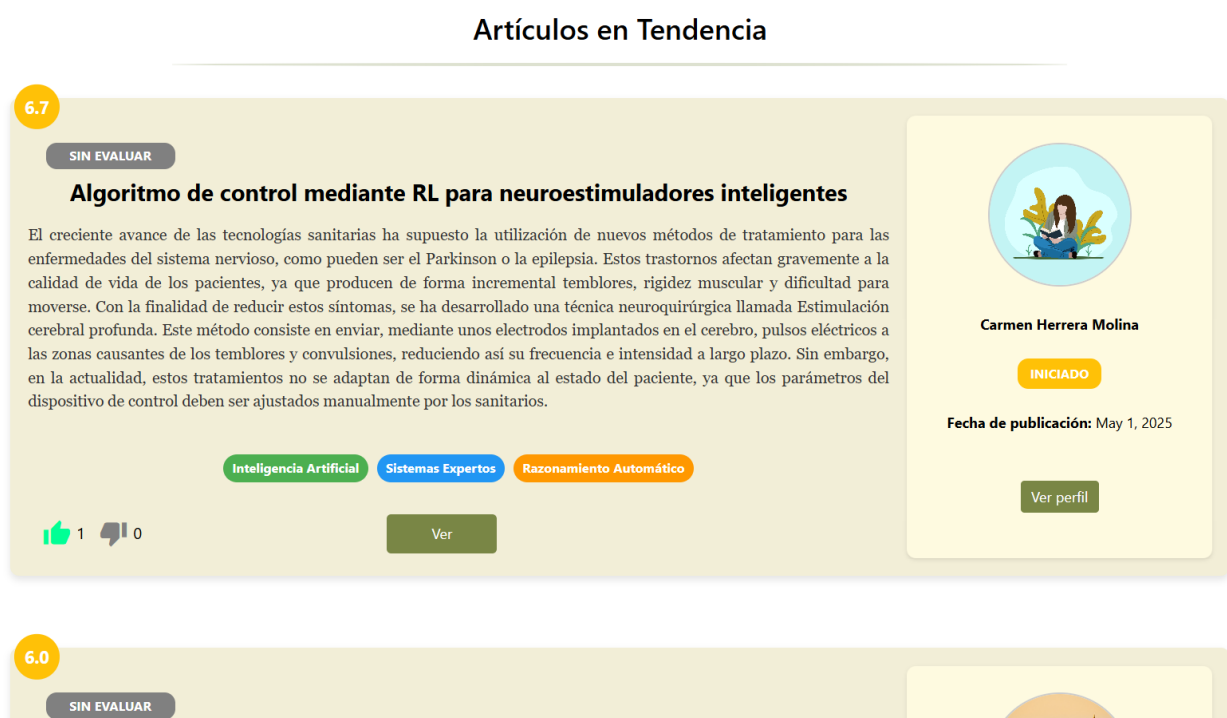 Artículos en Tendencia
6.7
SIN EVALUAR
Algoritmo de control mediante RL para neuroestimuladores inteligentes
El creciente avance de las tecnologías sanitarias ha supuesto la utilización de nuevos métodos de tratamiento para las
enfermedades del sistema nervioso, como pueden ser el Parkinson o la epilepsia. Estos trastornos afectan gravemente a la
calidad de vida de los pacientes, ya que producen de forma incremental temblores, rigidez muscular y dificultad para
moverse. Con la finalidad de reducir estos síntomas, se ha desarrollado una técnica neuroquirúrgica llamada Estimulación
cerebral profunda. Este método consiste en enviar, mediante unos electrodos implantados en el cerebro, pulsos eléctricos a
las zonas causantes de los temblores y convulsiones, reduciendo así su frecuencia e intensidad a largo plazo. Sin embargo,
en la actualidad, estos tratamientos no se adaptan de forma dinámica al estado del paciente, ya que los parámetros del
dispositivo de control deben ser ajustados manualmente por los sanitarios.
Inteligencia Artificial Sistemas Expertos Razonamiento Automático
1 0 Ver
Carmen Herrera Molina
INICIADO
Fecha de publicación: May 1, 2025
Ver perfil
6.0
SIN EVALUAR